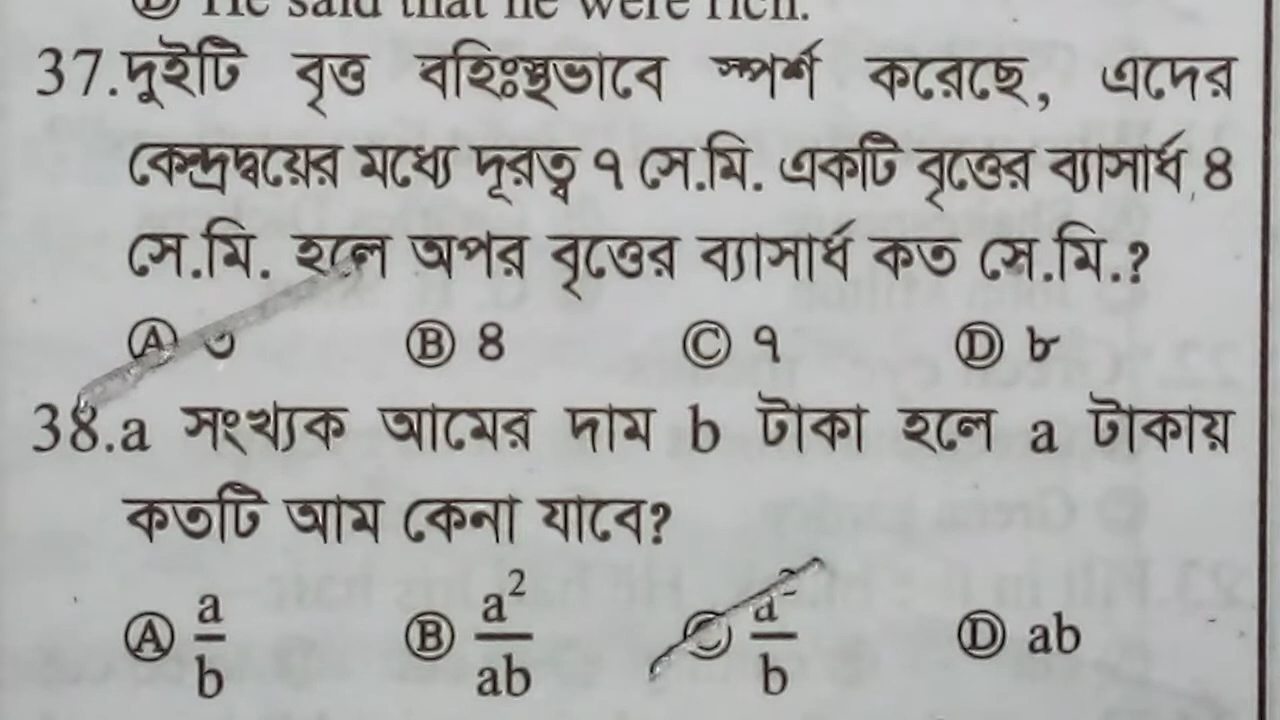 Ⓓ He said that he were rich.
37.দুইটি বৃত্ত বহিঃস্থভাবে স্পর্শ করেছে, এদের
কেন্দ্রদ্বয়ের মধ্যে দূরত্ব ৭ সে.মি. একটি বৃত্তের ব্যাসার্ধ ৪
সে.মি. হলে অপর বৃত্তের ব্যাসার্ধ কত সে.মি.?
Ⓐ ৩ Ⓑ ৪ Ⓒ ৭ Ⓓ ৮
38.a সংখ্যক আমের দাম b টাকা হলে a টাকায়
কতটি আম কেনা যাবে?
Ⓐ a/b Ⓑ a²/ab Ⓒ a²/b Ⓓ ab